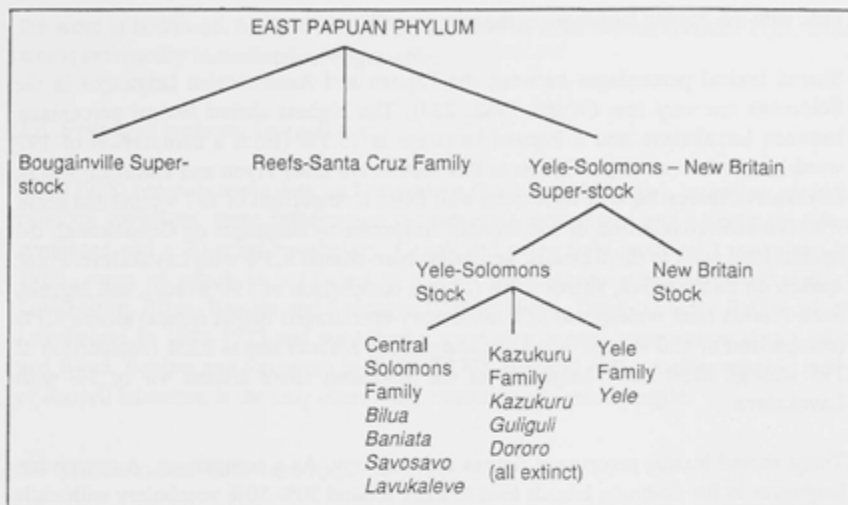 EAST PAPUAN PHYLUM
Bougainville Super-
stock
Reefs-Santa Cruz Family
Yele-Solomons – New Britain
Super-stock
Yele-Solomons
Stock
New Britain
Stock
Central
Solomons
Family
Bilua
Baniata
Savosavo
Lavukaleve
Kazukuru
Family
Kazukuru
Guliguli
Dororo
(all extinct)
Yele
Family
Yele